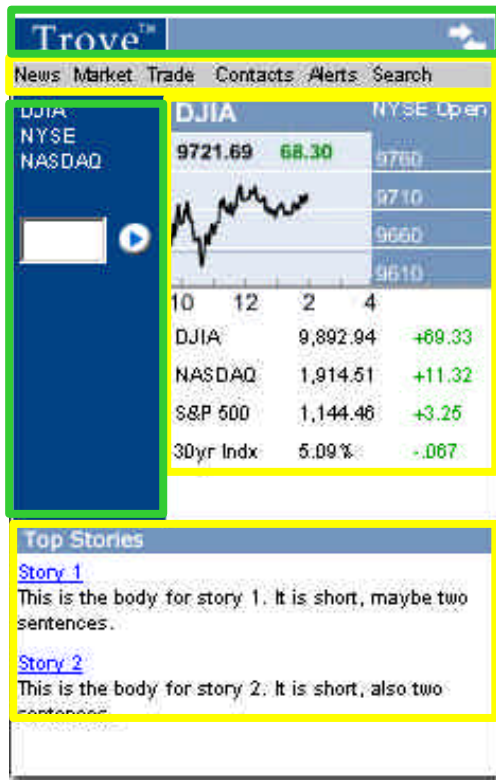 Trove™
News Market Trade Contacts Alerts Search
DJIA
NYSE
NASDAQ
DJIA NYSE Open
9721.69 68.30
9760
9710
9660
9610
10 12 2 4
DJIA 9,892.94 +69.33
NASDAQ 1,914.51 +11.32
S&P 500 1,144.46 +3.25
30yr Indx 5.09% -.067
Top Stories
Story 1
This is the body for story 1. It is short, maybe two
sentences.
Story 2
This is the body for story 2. It is short, also two
sentences